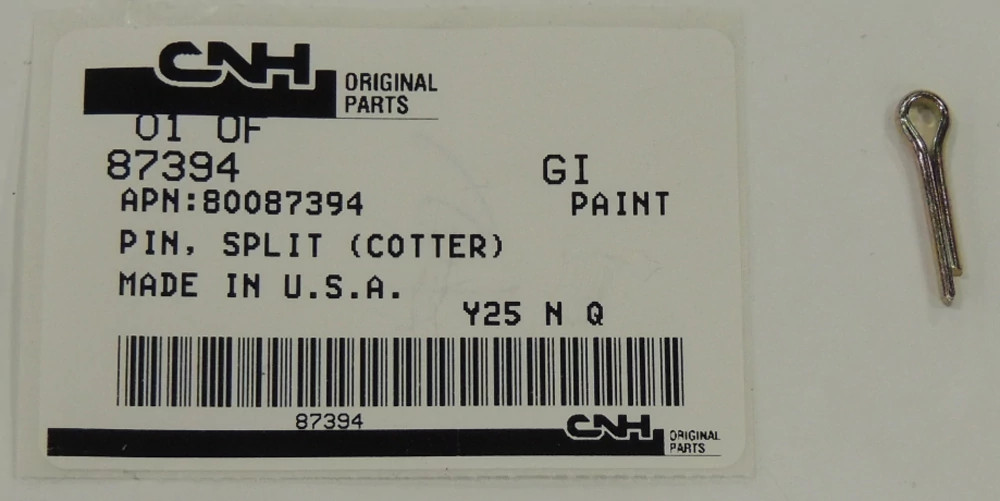 CNH ORIGINAL
PARTS
01 OF
87394 GI
APN:80087394 PAINT
PIN, SPLIT (COTTER)
MADE IN U.S.A.
Y25 N Q
87394
CNH ORIGINAL
PARTS